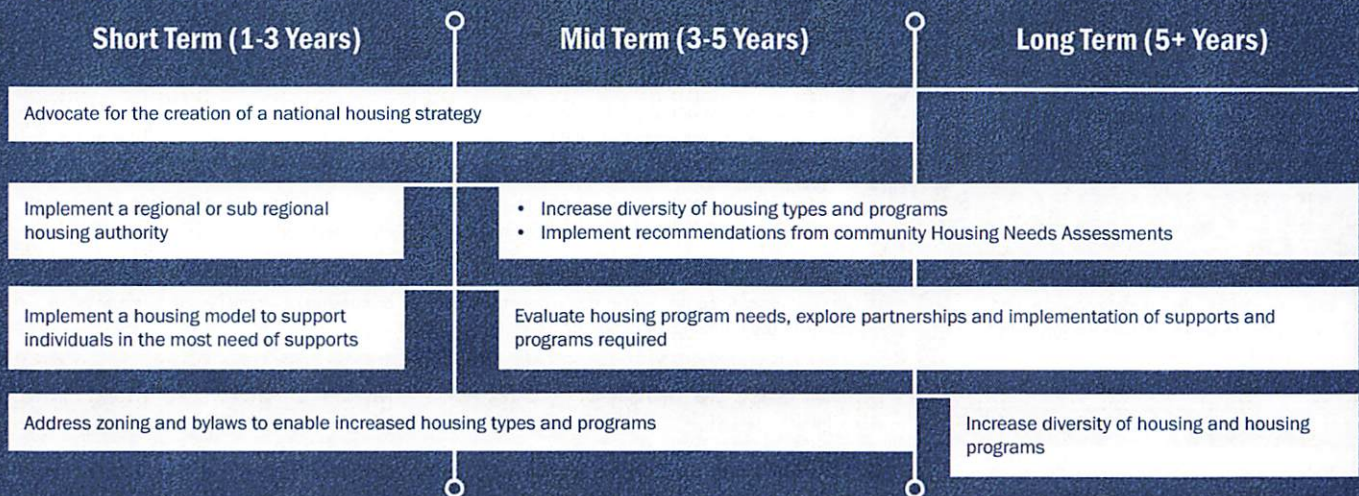 Short Term (1-3 Years)
Mid Term (3-5 Years)
Long Term (5+ Years)
Advocate for the creation of a national housing strategy
Implement a regional or sub regional
housing authority
• Increase diversity of housing types and programs
• Implement recommendations from community Housing Needs Assessments
Implement a housing model to support
individuals in the most need of supports
Evaluate housing program needs, explore partnerships and implementation of supports and
programs required
Address zoning and bylaws to enable increased housing types and programs
Increase diversity of housing and housing
programs